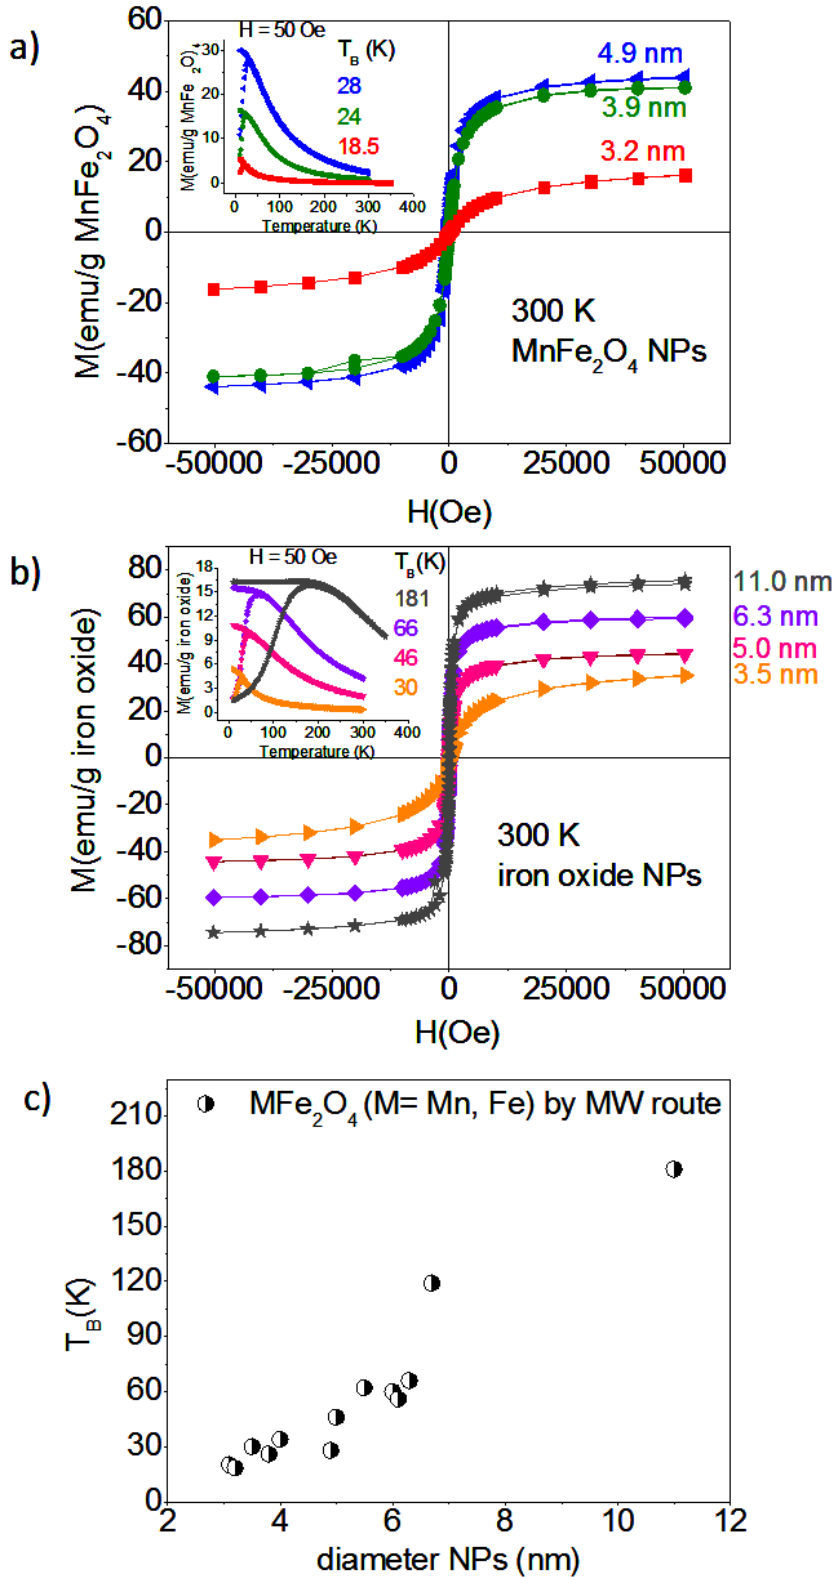 a)
60
40
20
0
-20
-40
-60
M(emu/g MnFe2O4)
H = 50 Oe
TB (K)
28
24
18.5
30
20
10
0
M(emu/g MnFe2O)4
0 100 200 300 400
Temperature (K)
4.9 nm
3.9 nm
3.2 nm
300 K
MnFe2O4 NPs
-50000 -25000 0 25000 50000
H(Oe)
b)
80
60
40
20
0
-20
-40
-60
-80
M(emu/g iron oxide)
H = 50 Oe
TB(K)
181
66
46
30
18
15
12
9
6
3
0
M(emu/g iron oxide)
0 100 200 300 400
Temperature (K)
11.0 nm
6.3 nm
5.0 nm
3.5 nm
300 K
iron oxide NPs
-50000 -25000 0 25000 50000
H(Oe)
c)
MFe2O4 (M= Mn, Fe) by MW route
210
180
150
120
90
60
30
0
TB(K)
2 4 6 8 10 12
diameter NPs (nm)